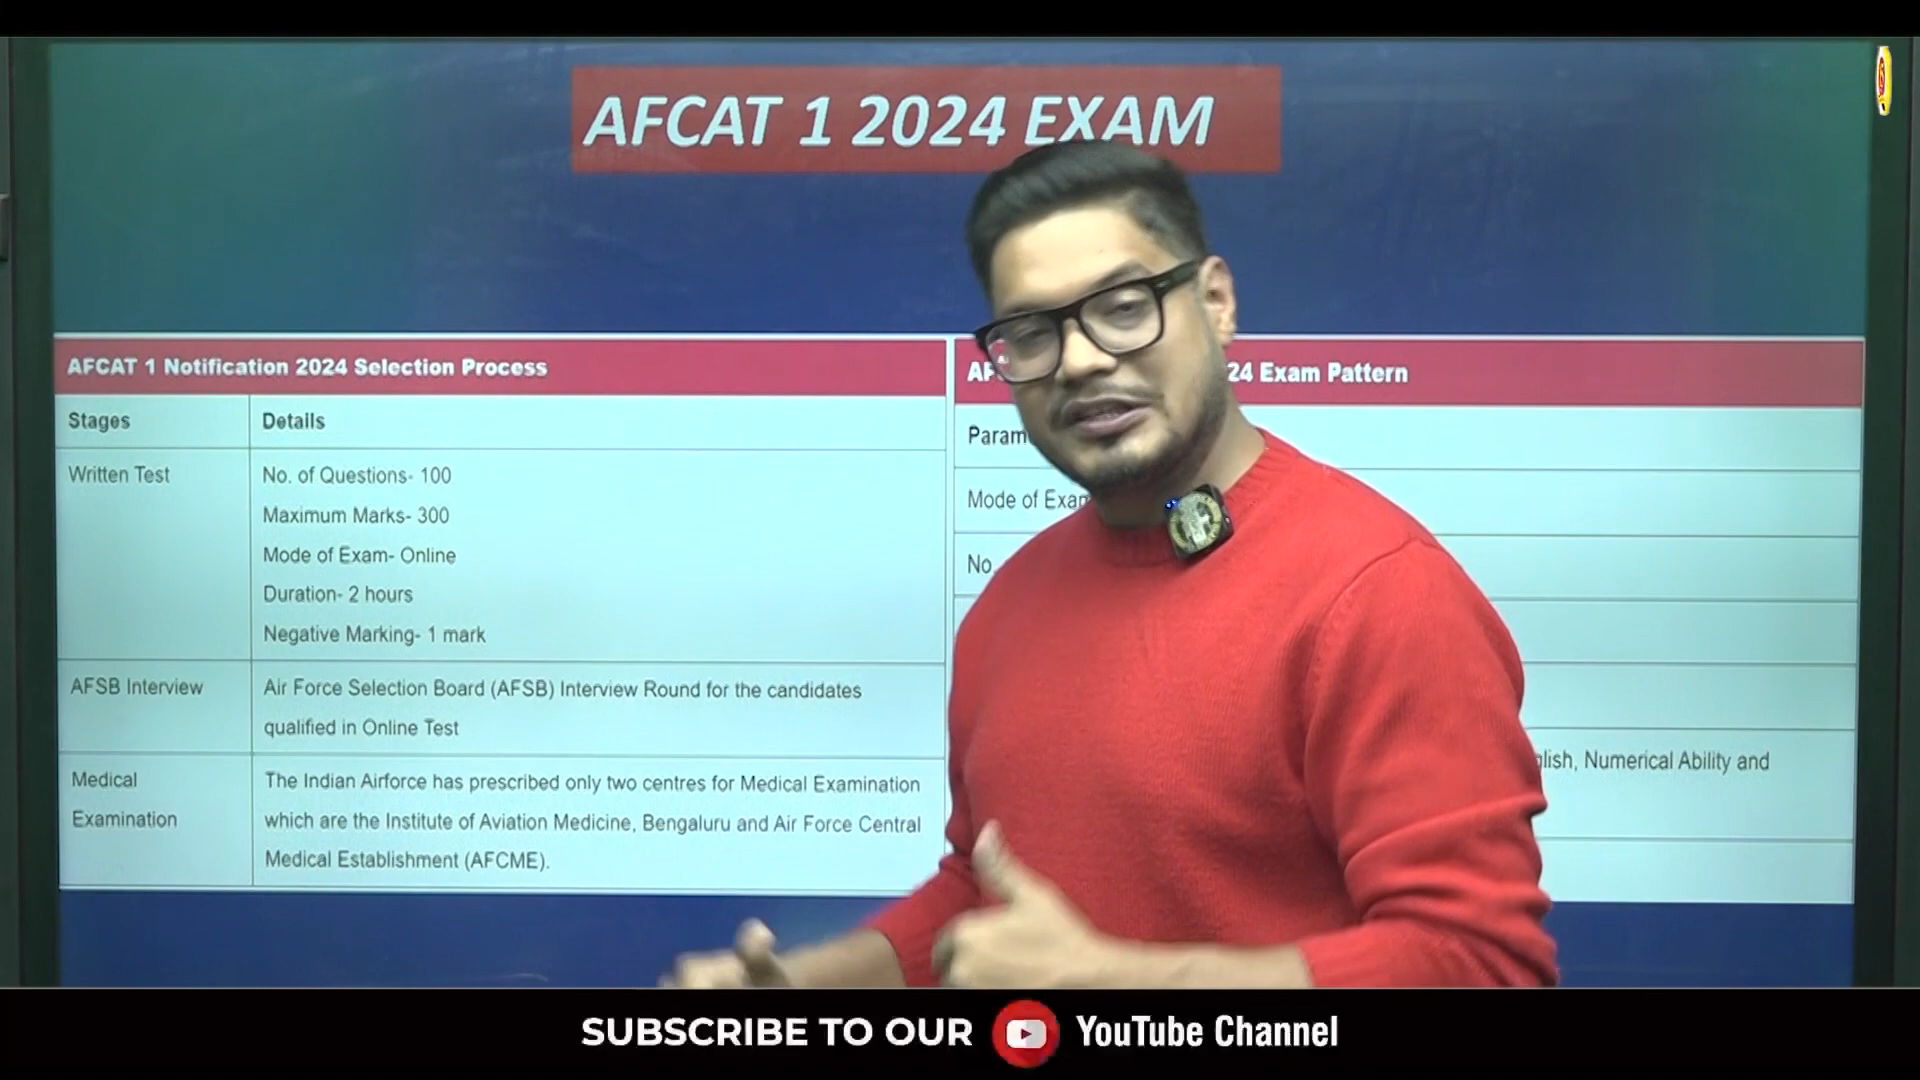 AFCAT 1 2024 EXAM
AFCAT 1 Notification 2024 Selection Process
Stages
Details
Written Test
No. of Questions- 100
Maximum Marks- 300
Mode of Exam- Online
Duration- 2 hours
Negative Marking- 1 mark
AFSB Interview
Air Force Selection Board (AFSB) Interview Round for the candidates
qualified in Online Test
Medical
Examination
The Indian Airforce has prescribed only two centres for Medical Examination
which are the Institute of Aviation Medicine, Bengaluru and Air Force Central
Medical Establishment (AFCME).
24 Exam Pattern
Mode of
No.
Numerical Ability and
SUBSCRIBE TO OUR YouTube Channel